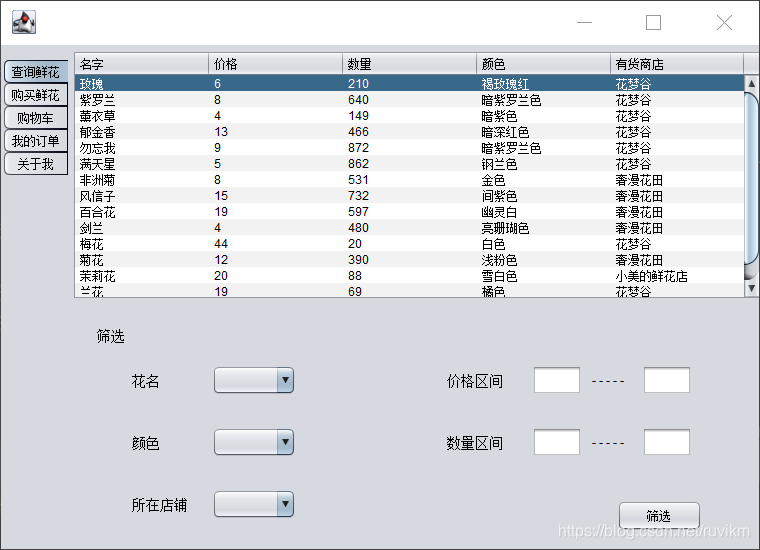 查询鲜花
购买鲜花
购物车
我的订单
关于我
名字 价格 数量 颜色 有货商店
玫瑰 6 210 褐玫瑰红 花梦谷
紫罗兰 8 640 暗紫罗兰色 花梦谷
薰衣草 4 149 暗紫色 花梦谷
郁金香 13 466 暗深红色 花梦谷
勿忘我 9 872 暗紫罗兰色 花梦谷
满天星 5 862 钢兰色 花梦谷
非洲菊 8 531 金色 奢漫花田
风信子 15 732 间紫色 奢漫花田
百合花 19 597 幽灵白 奢漫花田
剑兰 4 480 亮珊瑚色 奢漫花田
梅花 44 20 白色 花梦谷
菊花 12 390 浅粉色 奢漫花田
茉莉花 20 88 雪白色 小美的鲜花店
兰花 19 69 橘色 花梦谷
筛选
花名 价格区间 -----
颜色 数量区间 -----
所在店铺
筛选
https://blog.csdn.net/ruvikm